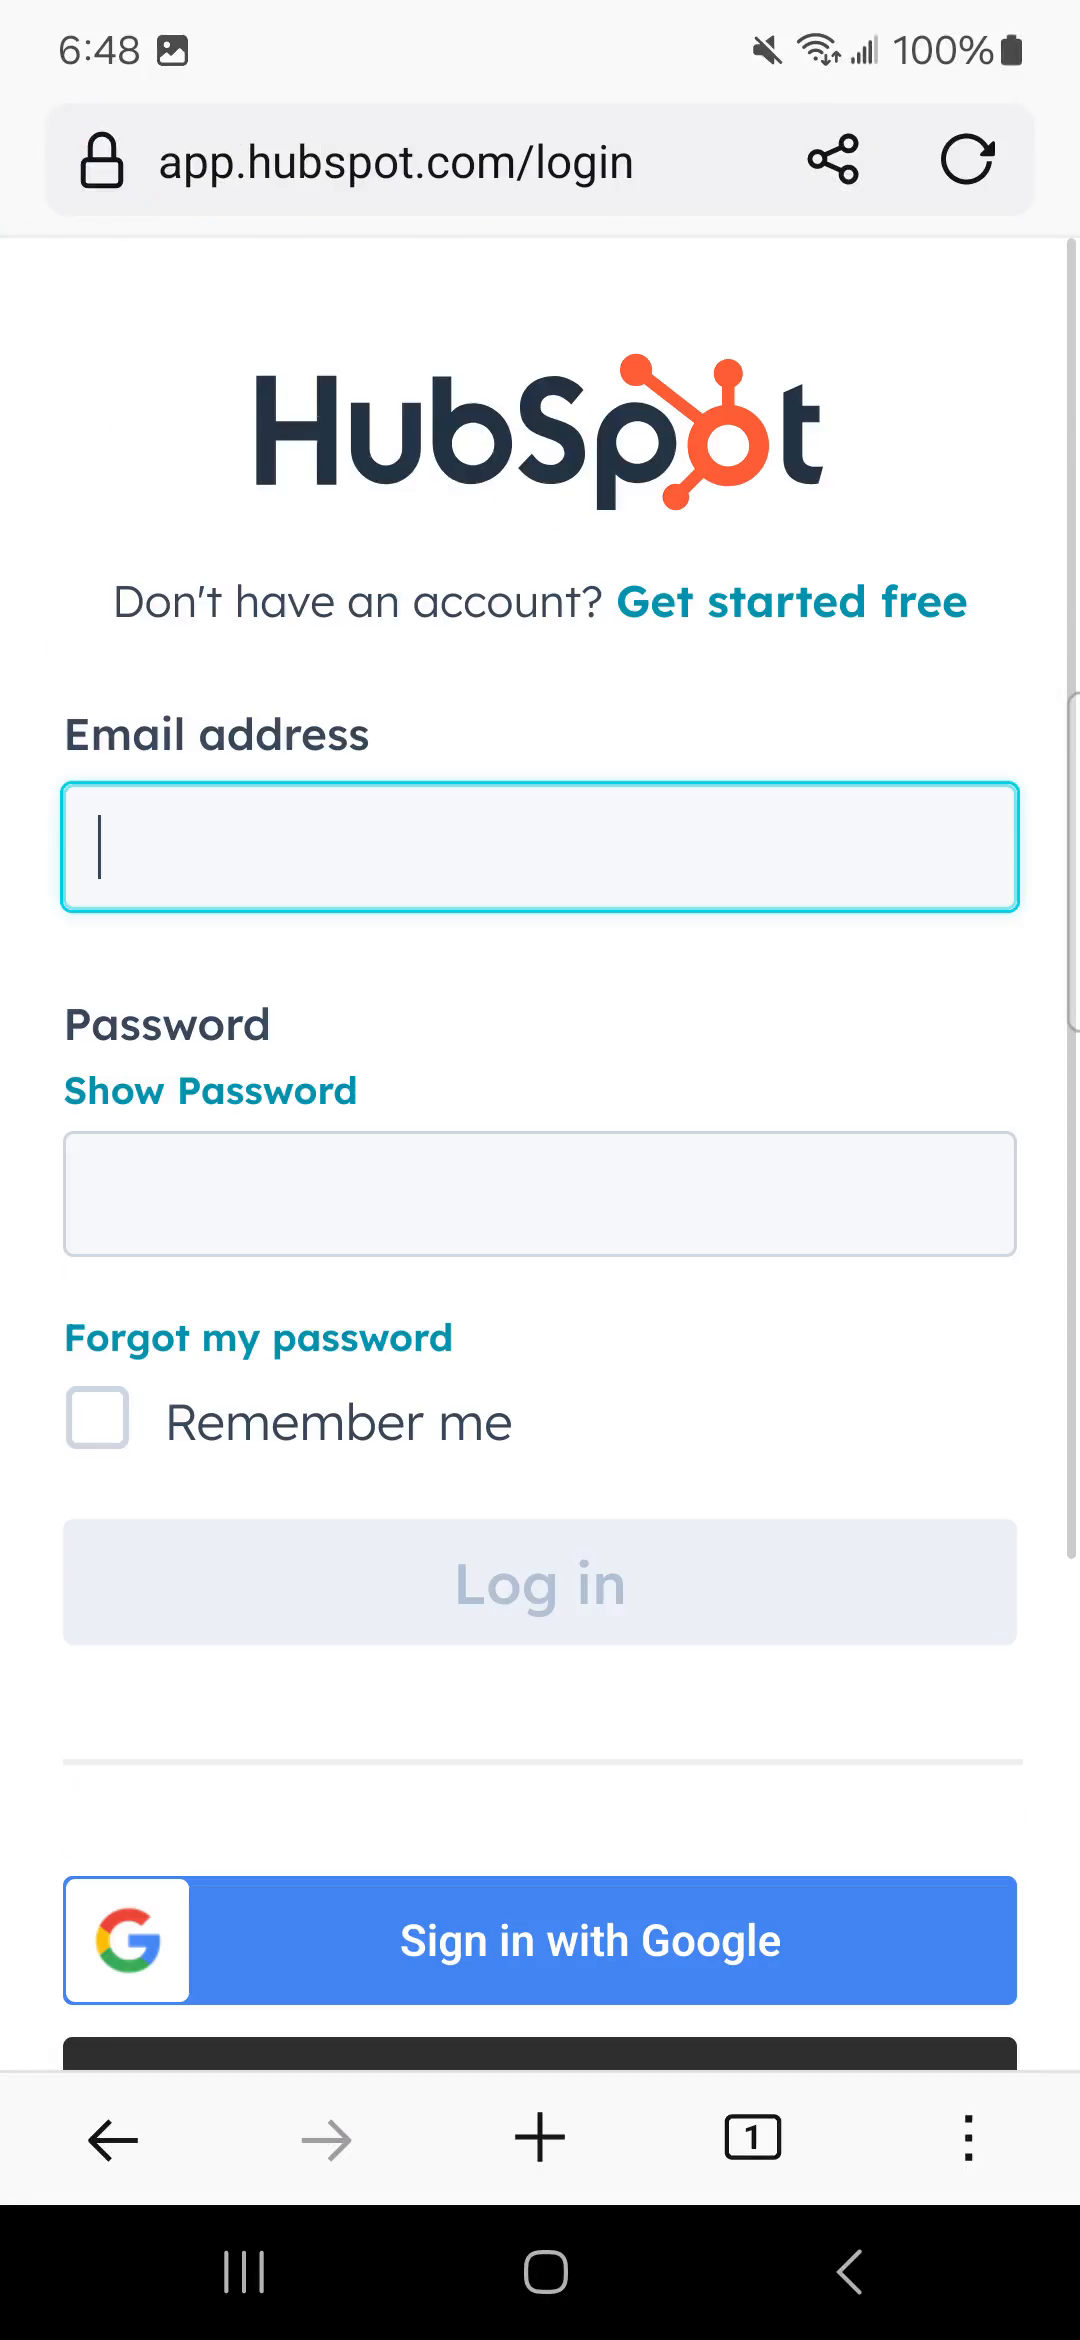 6:48 100%
app.hubspot.com/login
HubSpot
Don't have an account? Get started free
Email address
Password
Show Password
Forgot my password
Remember me
Log in
Sign in with Google
1